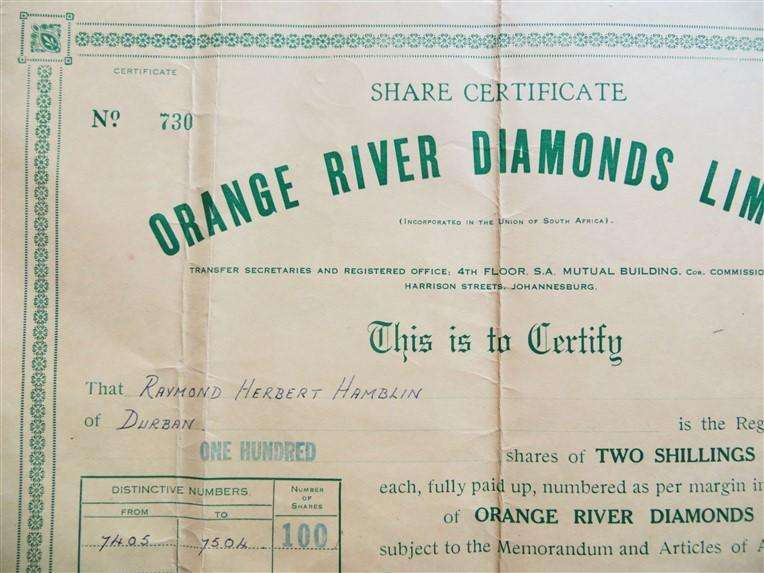 CERTIFICATE
No 730
SHARE CERTIFICATE
ORANGE RIVER DIAMONDS LIM
(INCORPORATED IN THE UNION OF SOUTH AFRICA).
TRANSFER SECRETARIES AND REGISTERED OFFICE: 4TH FLOOR, S.A. MUTUAL BUILDING, COR. COMMISSIO
HARRISON STREETS, JOHANNESBURG.
This is to Certify
That RAYMOND HERBERT HAMBLIN
of DURBAN is the Reg
ONE HUNDRED shares of TWO SHILLINGS
each, fully paid up, numbered as per margin in
of ORANGE RIVER DIAMONDS
subject to the Memorandum and Articles of A
DISTINCTIVE NUMBERS. NUMBER OF SHARES
FROM TO
7405 7504 100